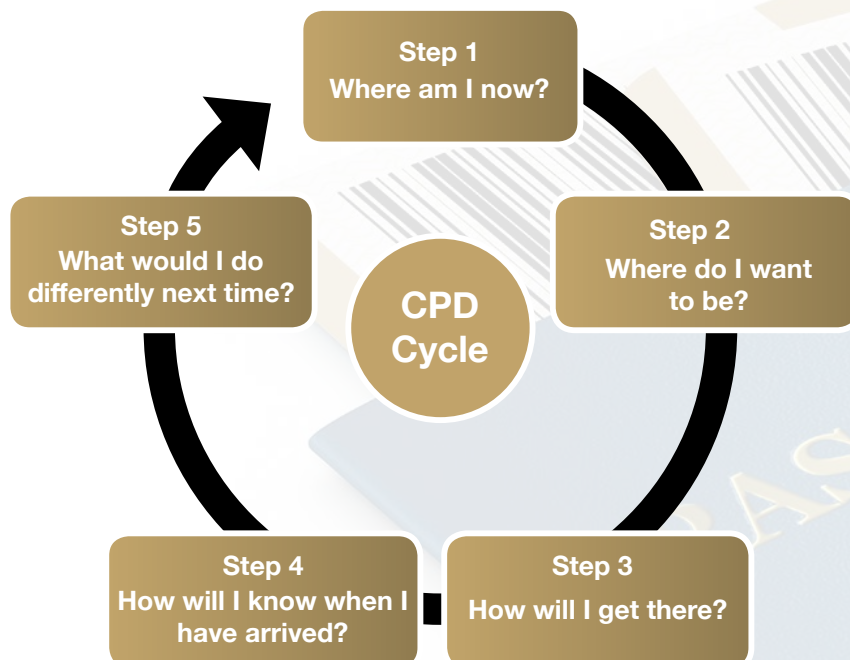 Step 1
Where am I now?
Step 2
Where do I want
to be?
Step 3
How will I get there?
Step 4
How will I know when I
have arrived?
Step 5
What would I do
differently next time?
CPD
Cycle
PAS